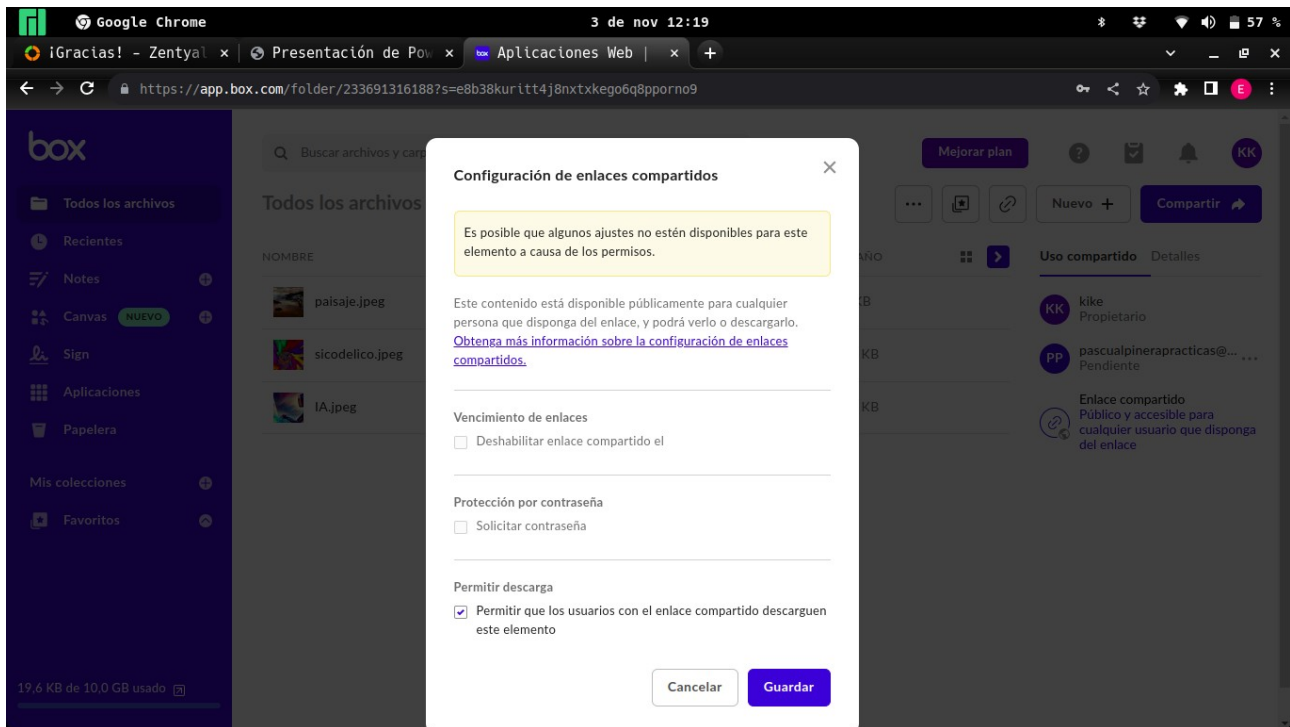 Google Chrome
3 de nov 12:19
57 %
¡Gracias! - Zentyal
Presentación de Pow
Aplicaciones Web |
https://app.box.com/folder/233691316188?s=e8b38kuritt4j8nxtxkego6q8pporno9
E
box
Buscar archivos y carp
Mejorar plan
KK
Todos los archivos
Recientes
Notes
Canvas NUEVO
Sign
Aplicaciones
Papelera
Mis colecciones
Favoritos
19,6 KB de 10,0 GB usado
Todos los archivos
Nuevo +
Compartir
NOMBRE
AÑO
paisaje.jpeg
KB
sicodelico.jpeg
KB
IA.jpeg
KB
Configuración de enlaces compartidos
Es posible que algunos ajustes no estén disponibles para este
elemento a causa de los permisos.
Este contenido está disponible públicamente para cualquier
persona que disponga del enlace, y podrá verlo o descargarlo.
Obtenga más información sobre la configuración de enlaces
compartidos.
Vencimiento de enlaces
Deshabilitar enlace compartido el
Protección por contraseña
Solicitar contraseña
Permitir descarga
Permitir que los usuarios con el enlace compartido descarguen
este elemento
Cancelar
Guardar
Uso compartido
Detalles
KK
kike
Propietario
PP
pascualpinerapracticas@...
Pendiente
Enlace compartido
Público y accesible para
cualquier usuario que disponga
del enlace